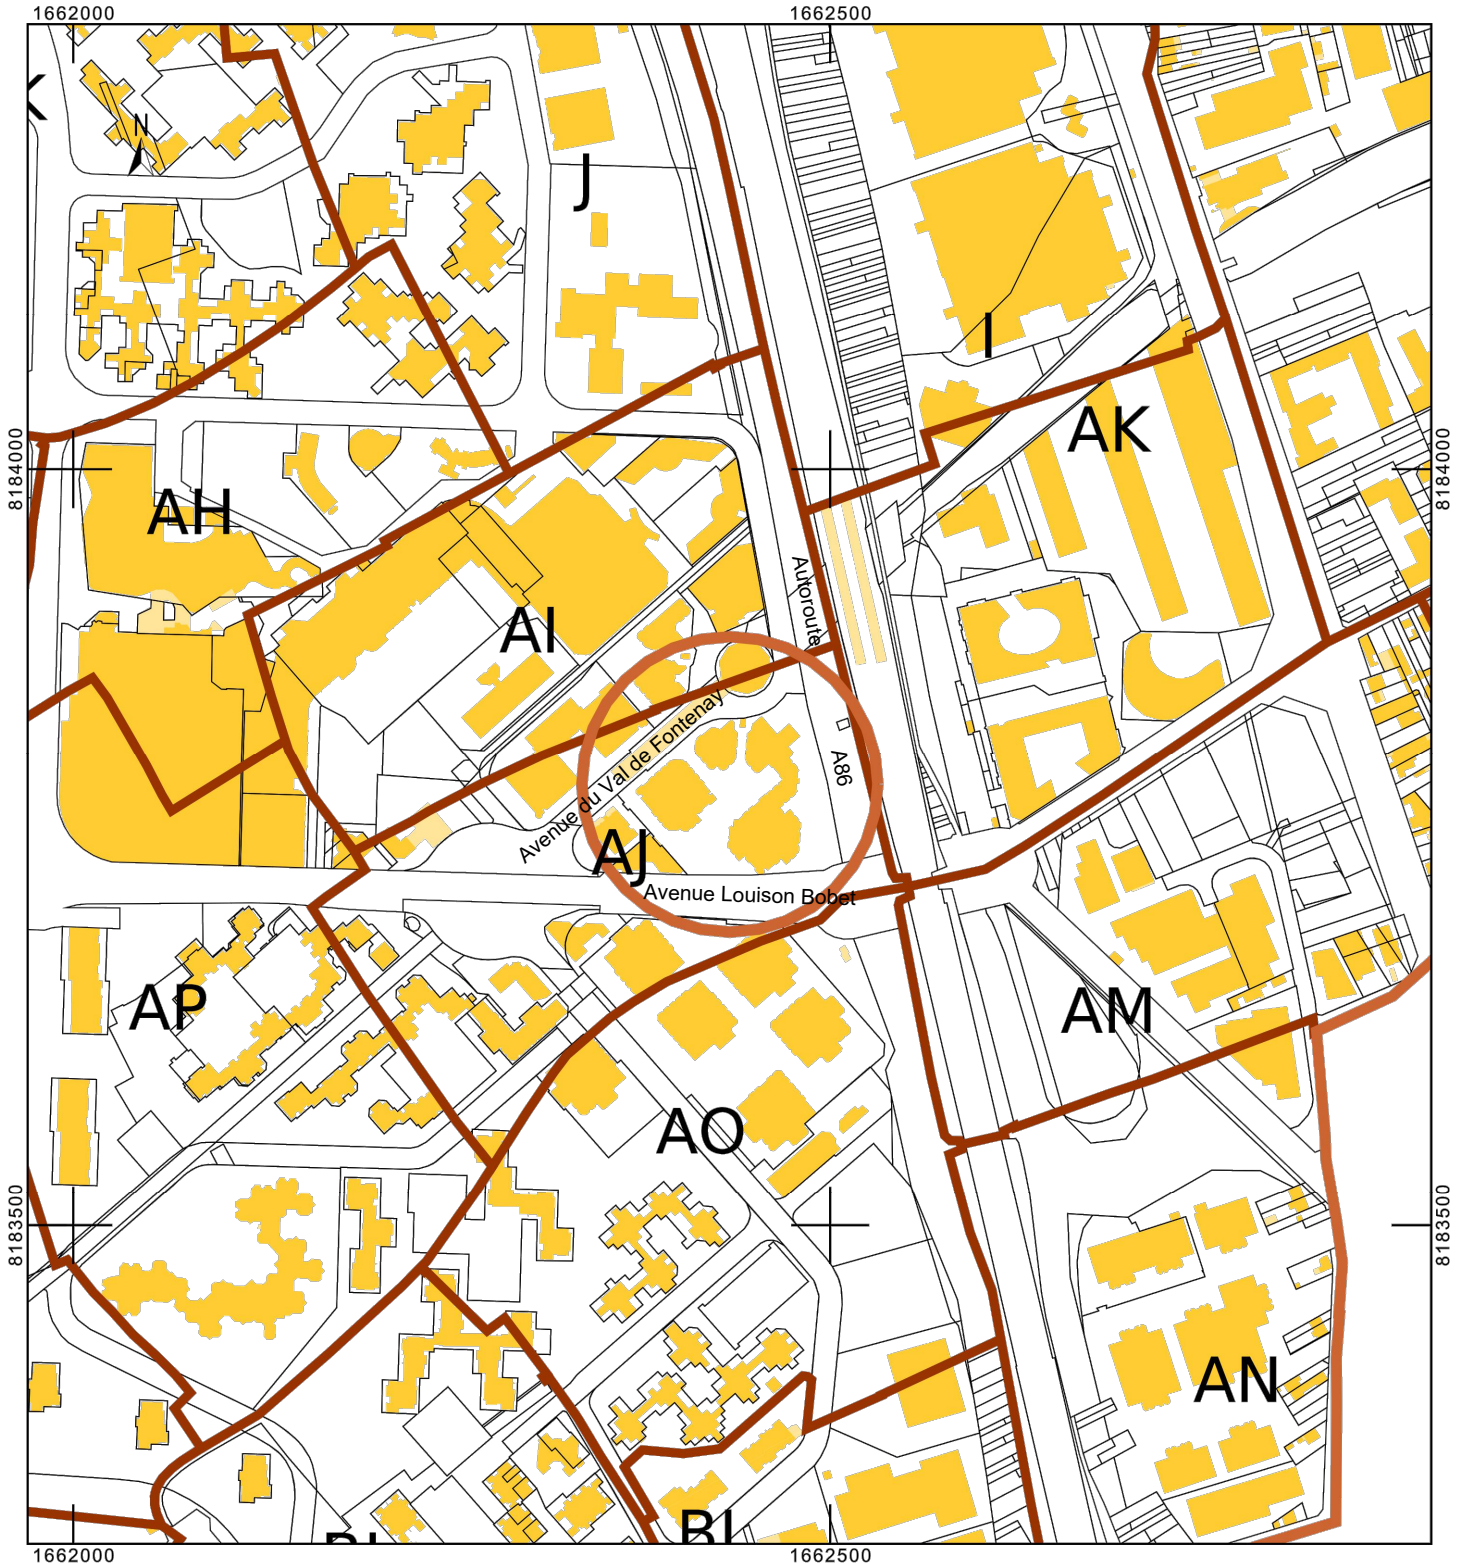 1662000
1662500
K
N
J
I
8184000
8184000
AK
AH
Autoroute
AI
Avenue du Val de Fontenay
A86
AJ
Avenue Louison Bobet
AP
AM
AO
8183500
8183500
AN
BI
1662000
1662500